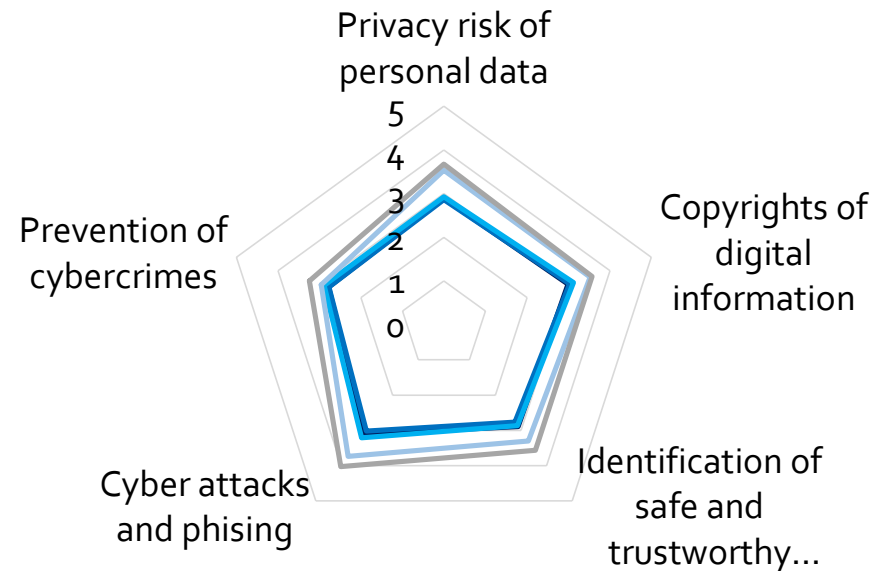 Privacy risk of
personal data
5
4
3
2
1
0
Copyrights of
digital
information
Identification of
safe and
trustworthy...
Cyber attacks
and phising
Prevention of
cybercrimes